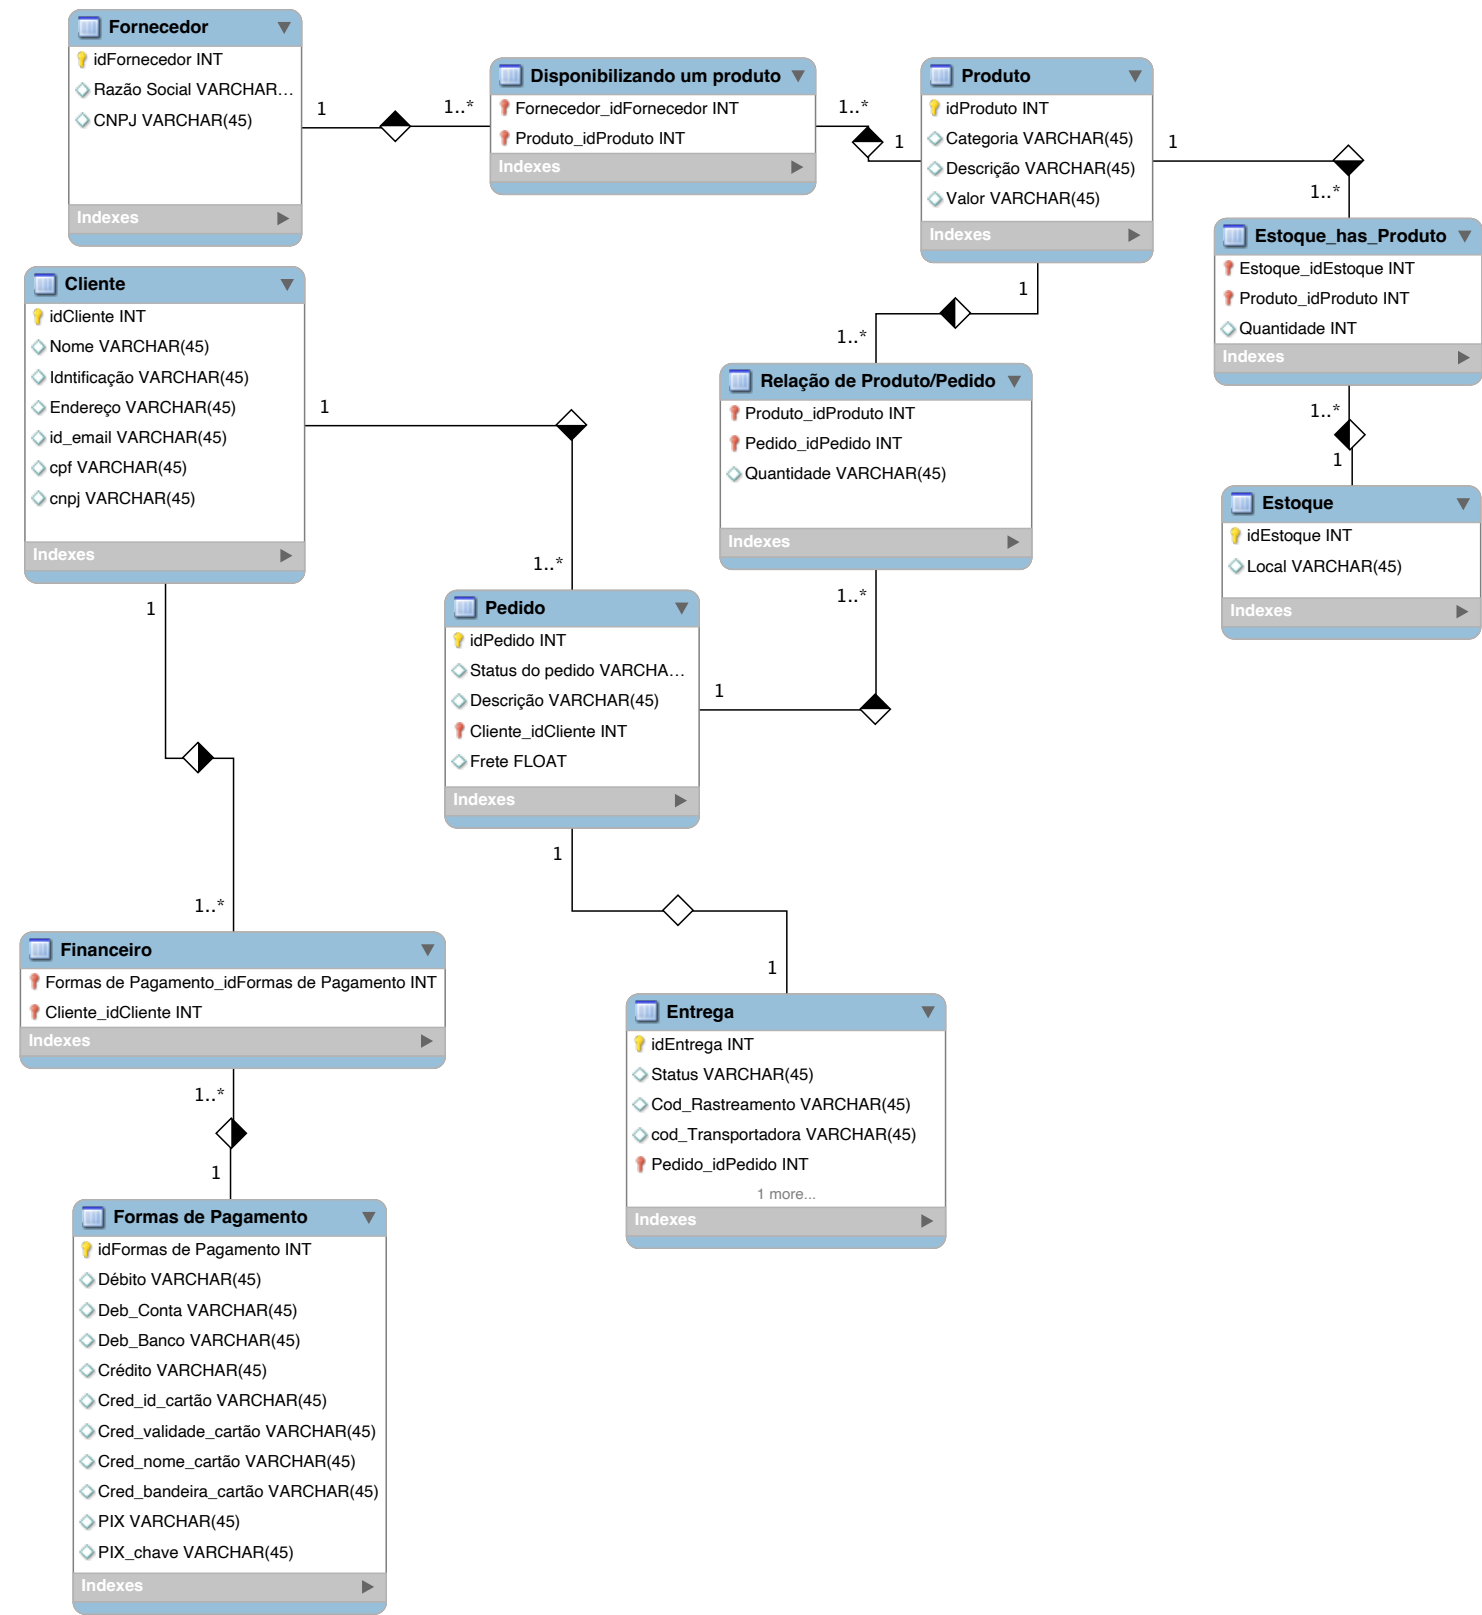 Fornecedor
idFornecedor INT
Razão Social VARCHAR...
CNPJ VARCHAR(45)
Indexes
1
1..*
Disponibilizando um produto
Fornecedor_idFornecedor INT
Produto_idProduto INT
Indexes
1..*
1
Produto
idProduto INT
Categoria VARCHAR(45)
Descrição VARCHAR(45)
Valor VARCHAR(45)
Indexes
1
1..*
Estoque_has_Produto
Estoque_idEstoque INT
Produto_idProduto INT
Quantidade INT
Indexes
1..*
1
Estoque
idEstoque INT
Local VARCHAR(45)
Indexes
1
1..*
Relação de Produto/Pedido
Produto_idProduto INT
Pedido_idPedido INT
Quantidade VARCHAR(45)
Indexes
1..*
1
Cliente
idCliente INT
Nome VARCHAR(45)
Idntificação VARCHAR(45)
Endereço VARCHAR(45)
id_email VARCHAR(45)
cpf VARCHAR(45)
cnpj VARCHAR(45)
Indexes
1
1..*
Pedido
idPedido INT
Status do pedido VARCHA...
Descrição VARCHAR(45)
Cliente_idCliente INT
Frete FLOAT
Indexes
1
1
Entrega
idEntrega INT
Status VARCHAR(45)
Cod_Rastreamento VARCHAR(45)
cod_Transportadora VARCHAR(45)
Pedido_idPedido INT
1 more...
Indexes
1
1..*
Financeiro
Formas de Pagamento_idFormas de Pagamento INT
Cliente_idCliente INT
Indexes
1..*
1
Formas de Pagamento
idFormas de Pagamento INT
Débito VARCHAR(45)
Deb_Conta VARCHAR(45)
Deb_Banco VARCHAR(45)
Crédito VARCHAR(45)
Cred_id_cartão VARCHAR(45)
Cred_validade_cartão VARCHAR(45)
Cred_nome_cartão VARCHAR(45)
Cred_bandeira_cartão VARCHAR(45)
PIX VARCHAR(45)
PIX_chave VARCHAR(45)
Indexes